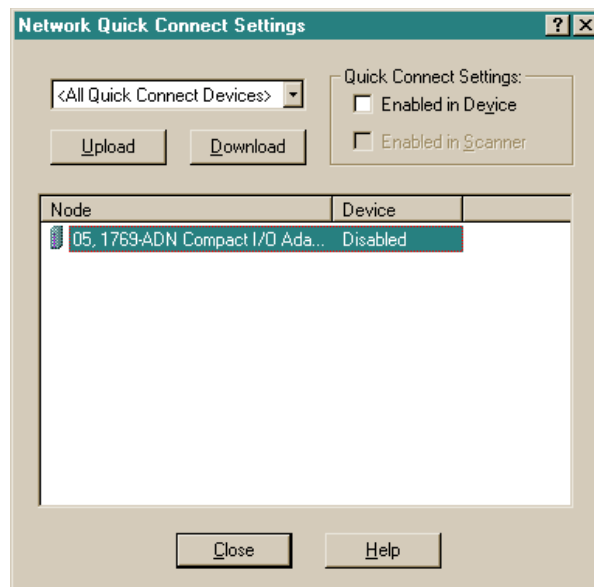 Network Quick Connect Settings
<All Quick Connect Devices>
Quick Connect Settings:
Enabled in Device
Upload
Download
Enabled in Scanner
Node
Device
05, 1769-ADN Compact I/O Ada...
Disabled
Close
Help